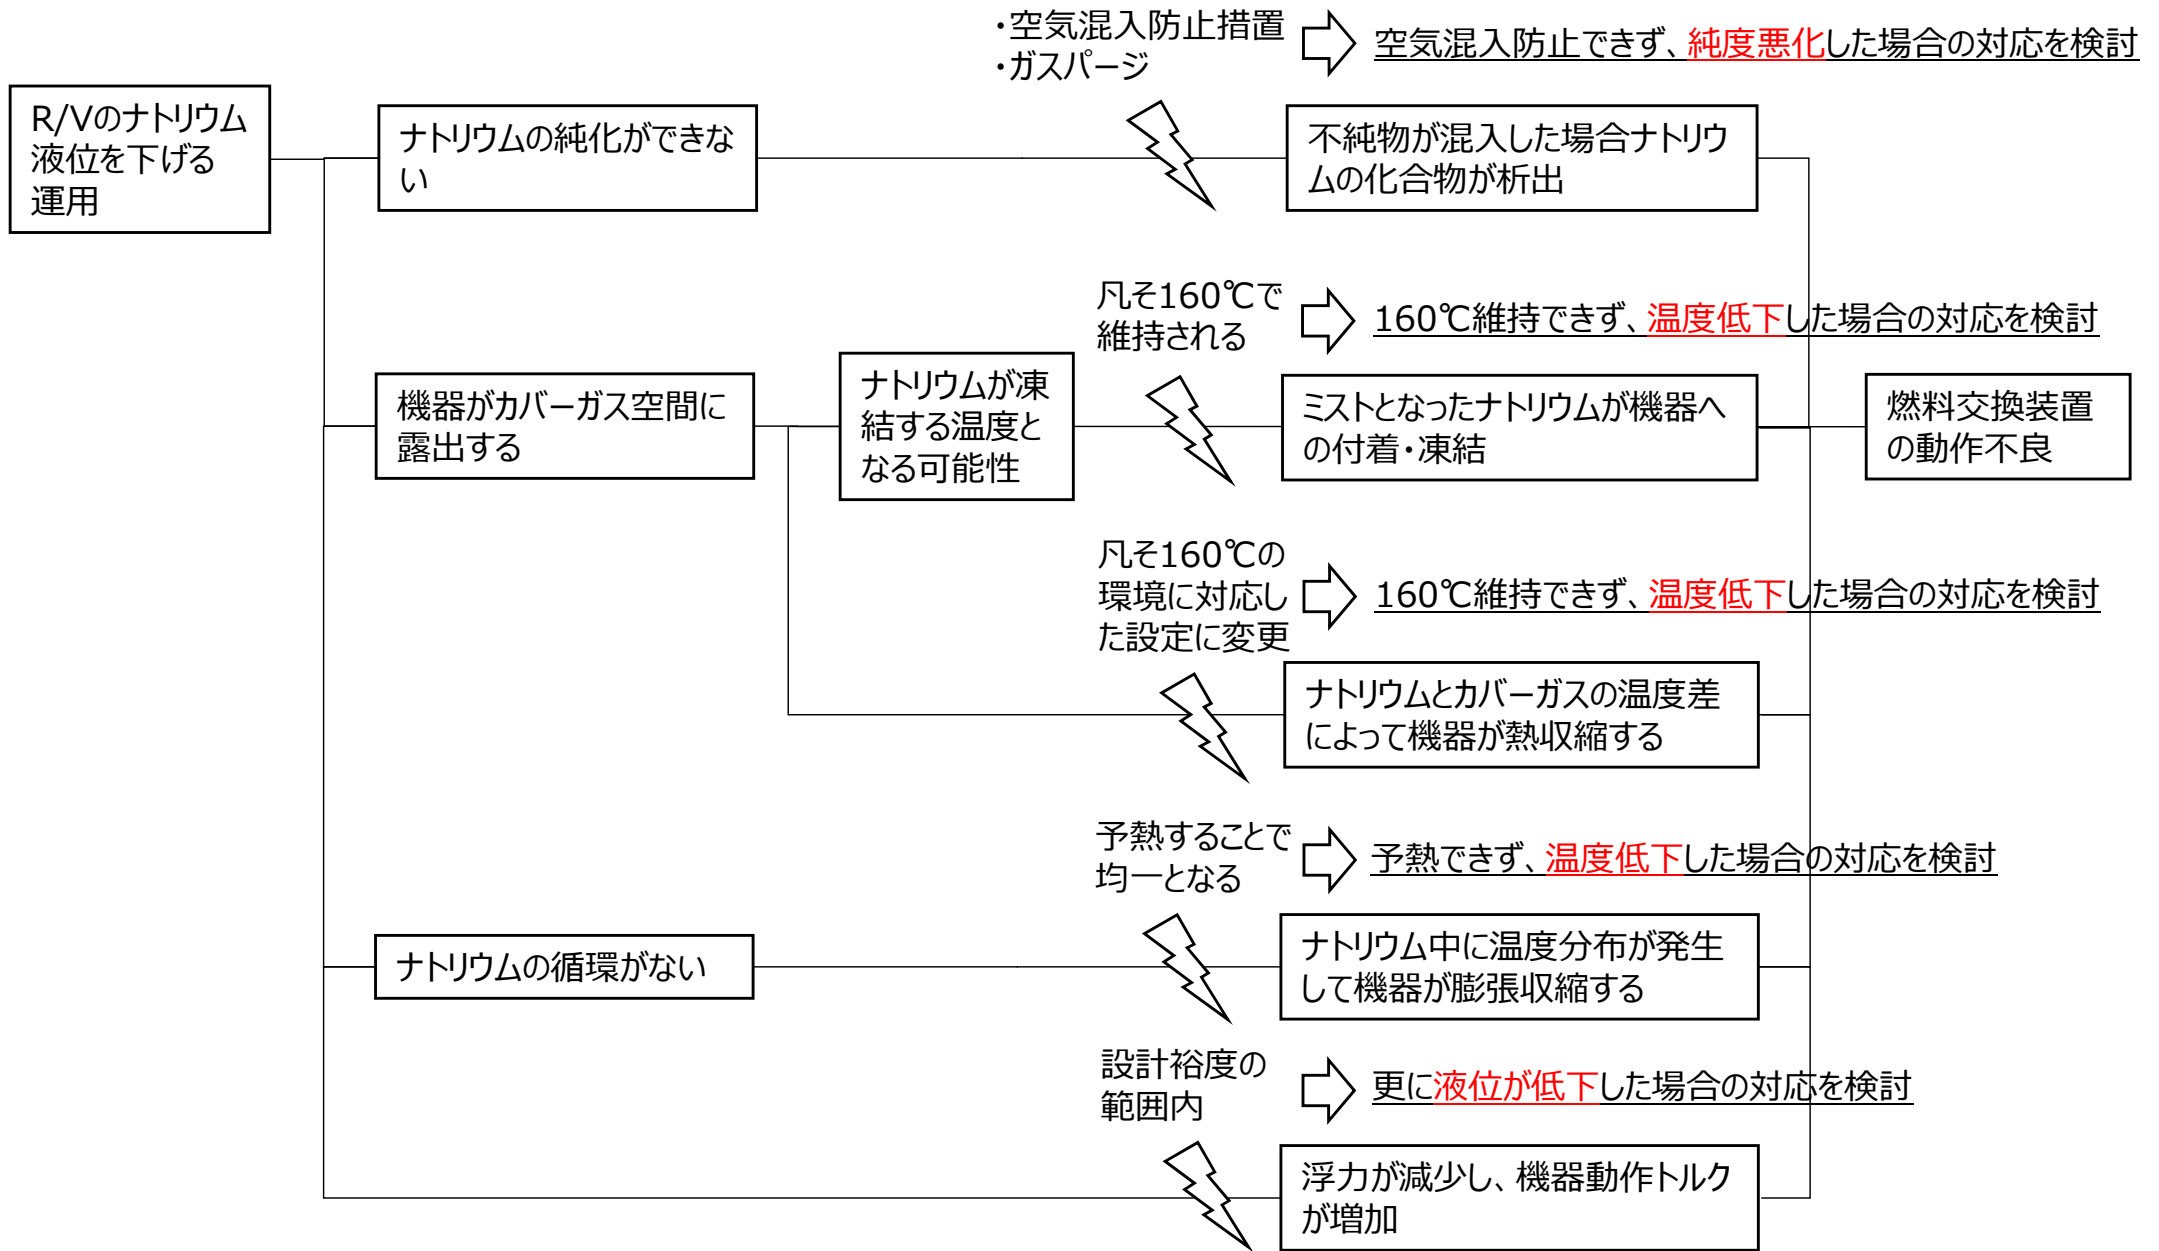 ・空気混入防止措置
・ガスパージ
空気混入防止できず、純度悪化した場合の対応を検討
R/Vのナトリウム
液位を下げる
運用
ナトリウムの純化ができな
い
不純物が混入した場合ナトリウ
ムの化合物が析出
凡そ160℃で
維持される
160℃維持できず、温度低下した場合の対応を検討
機器がカバーガス空間に
露出する
ナトリウムが凍
結する温度と
なる可能性
ミストとなったナトリウムが機器へ
の付着・凍結
燃料交換装置
の動作不良
凡そ160℃の
環境に対応し
た設定に変更
160℃維持できず、温度低下した場合の対応を検討
ナトリウムとカバーガスの温度差
によって機器が熱収縮する
予熱することで
均一となる
予熱できず、温度低下した場合の対応を検討
ナトリウムの循環がない
ナトリウム中に温度分布が発生
して機器が膨張収縮する
設計裕度の
範囲内
更に液位が低下した場合の対応を検討
浮力が減少し、機器動作トルク
が増加